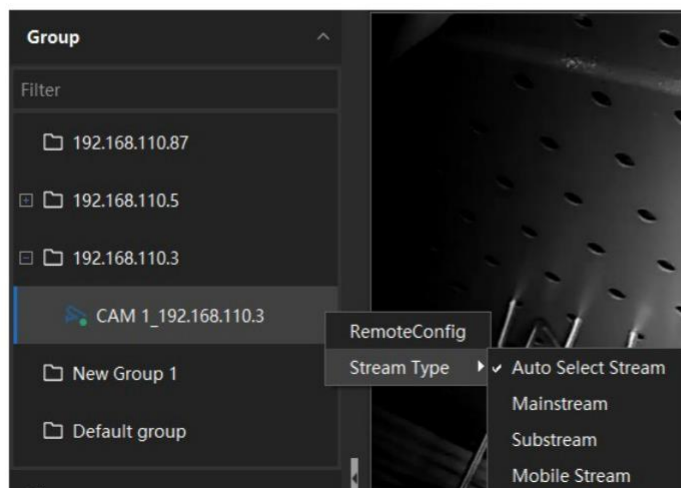 Group
Filter
192.168.110.87
192.168.110.5
192.168.110.3
CAM 1_192.168.110.3
New Group 1
Default group
RemoteConfig
Stream Type
Auto Select Stream
Mainstream
Substream
Mobile Stream